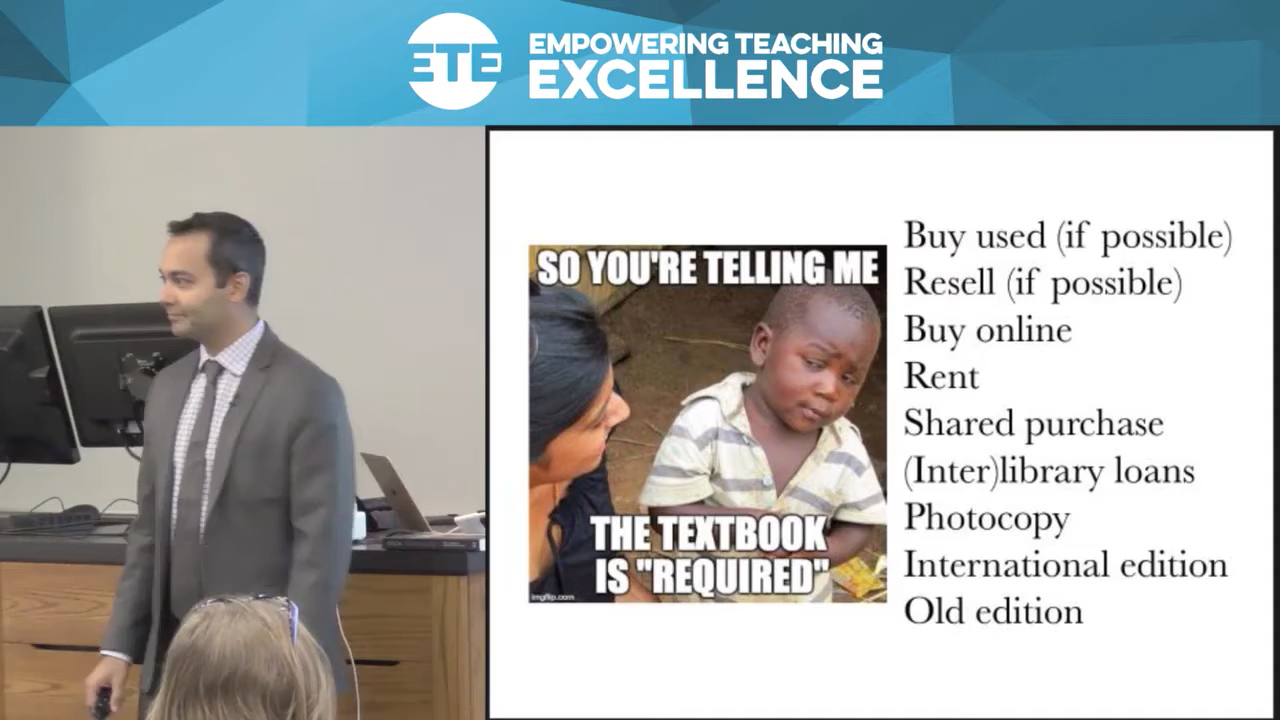 ETE
EMPOWERING TEACHING
EXCELLENCE
SO YOU'RE TELLING ME
THE TEXTBOOK
IS "REQUIRED"
imgflip.com
Buy used (if possible)
Resell (if possible)
Buy online
Rent
Shared purchase
(Inter)library loans
Photocopy
International edition
Old edition